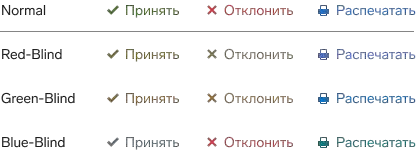 Normal Принять Отклонить Распечатать
Red-Blind Принять Отклонить Распечатать
Green-Blind Принять Отклонить Распечатать
Blue-Blind Принять Отклонить Распечатать